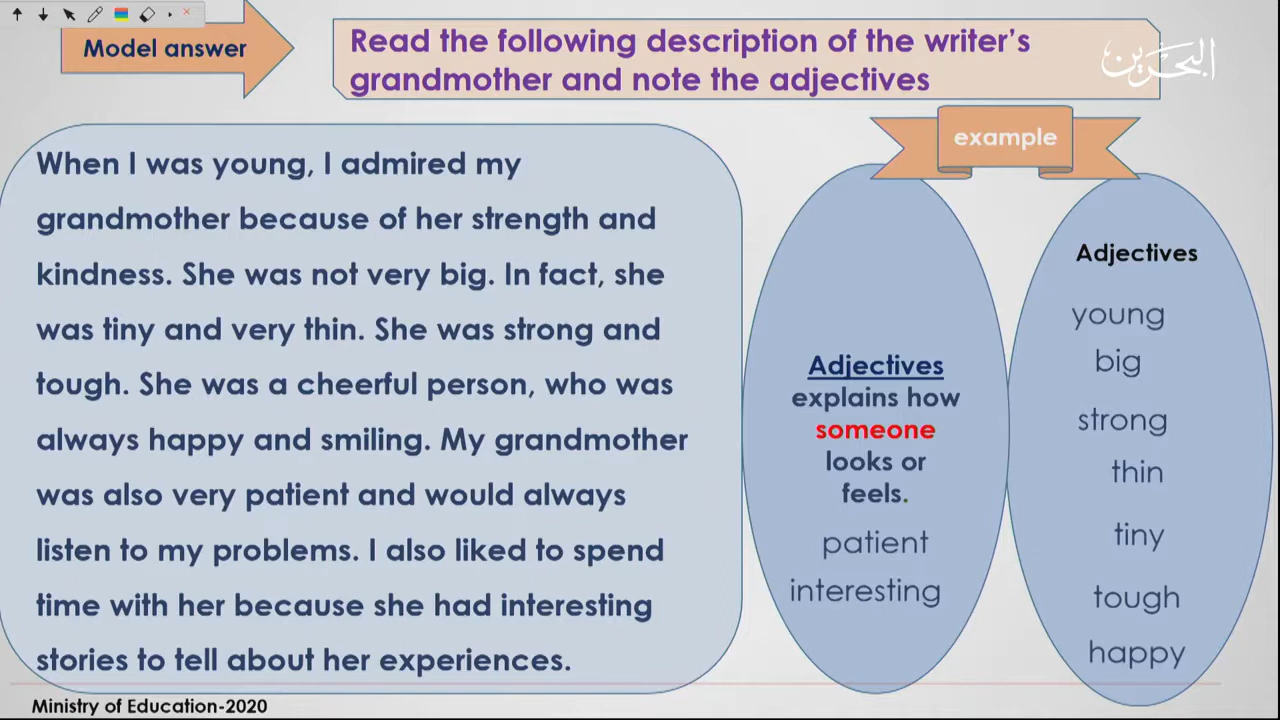 Model answer
Read the following description of the writer’s
grandmother and note the adjectives
البحرين
example
When I was young, I admired my
grandmother because of her strength and
kindness. She was not very big. In fact, she
was tiny and very thin. She was strong and
tough. She was a cheerful person, who was
always happy and smiling. My grandmother
was also very patient and would always
listen to my problems. I also liked to spend
time with her because she had interesting
stories to tell about her experiences.
Adjectives
explains how
someone
looks or
feels.
patient
interesting
Adjectives
young
big
strong
thin
tiny
tough
happy
Ministry of Education-2020